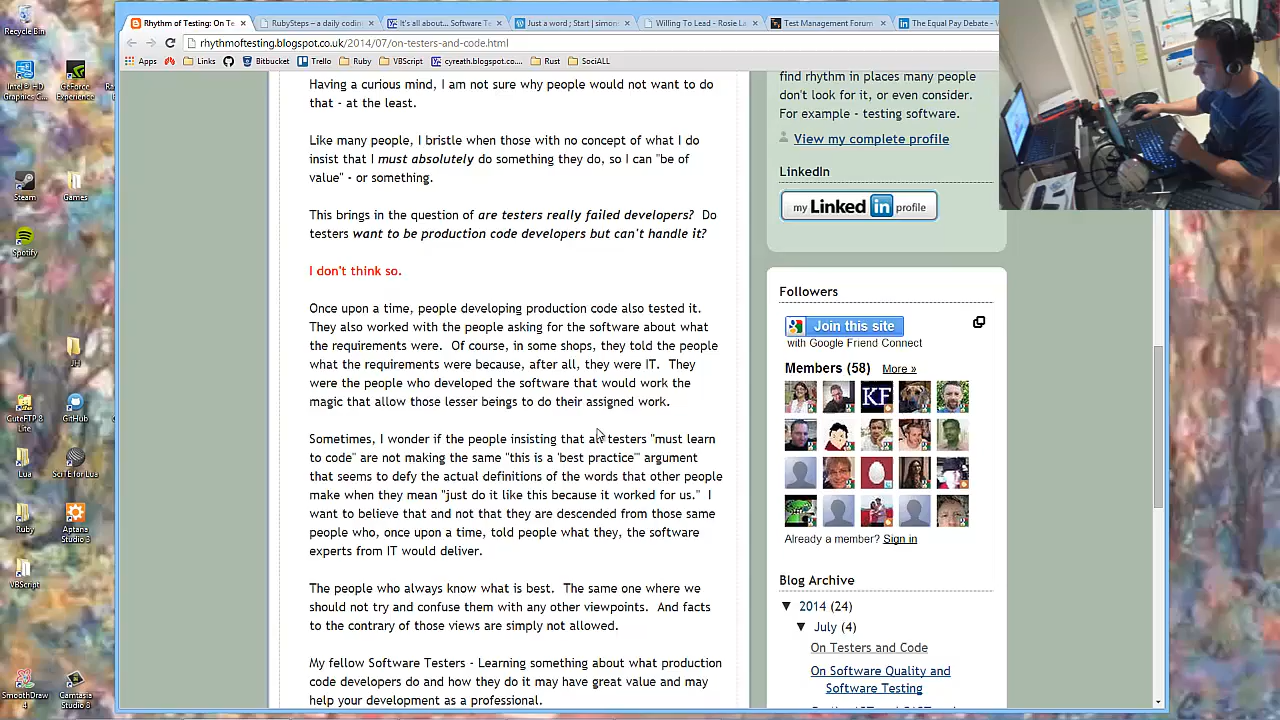 Recycle Bin
Intel® HD
Graphics C...
GeForce
Experience
Steam
Games
Spotify
JH
CuteFTP 8
Lite
GitHub
Lua
SciTE for Lua
Ruby
Aptana
Studio 3
VBScript
SmoothDraw
4
Camtasia
Studio 8
Rhythm of Testing: On Te
RubySteps – a daily codin
It's all about... Software Te
Just a word ; Start | simon
Willing To Lead - Rosie La
Test Management Forum
The Equal Pay Debate -
rhythmoftesting.blogspot.co.uk/2014/07/on-testers-and-code.html
Apps
Links
Bitbucket
Trello
Ruby
VBScript
cyreath.blogspot.co....
Rust
SociALL
Having a curious mind, I am not sure why people would not want to do
that - at the least.
Like many people, I bristle when those with no concept of what I do
insist that I must absolutely do something they do, so I can "be of
value" - or something.
This brings in the question of are testers really failed developers? Do
testers want to be production code developers but can't handle it?
I don't think so.
Once upon a time, people developing production code also tested it.
They also worked with the people asking for the software about what
the requirements were. Of course, in some shops, they told the people
what the requirements were because, after all, they were IT. They
were the people who developed the software that would work the
magic that allow those lesser beings to do their assigned work.
Sometimes, I wonder if the people insisting that all testers "must learn
to code" are not making the same "this is a 'best practice'" argument
that seems to defy the actual definitions of the words that other people
make when they mean "just do it like this because it worked for us." I
want to believe that and not that they are descended from those same
people who, once upon a time, told people what they, the software
experts from IT would deliver.
The people who always know what is best. The same one where we
should not try and confuse them with any other viewpoints. And facts
to the contrary of those views are simply not allowed.
My fellow Software Testers - Learning something about what production
code developers do and how they do it may have great value and may
help your development as a professional.
find rhythm in places many people
don't look for it, or even consider.
For example - testing software.
View my complete profile
LinkedIn
my Linked in profile
Followers
Join this site
with Google Friend Connect
Members (58) More »
KF
Already a member? Sign in
Blog Archive
▼ 2014 (24)
▼ July (4)
On Testers and Code
On Software Quality and
Software Testing